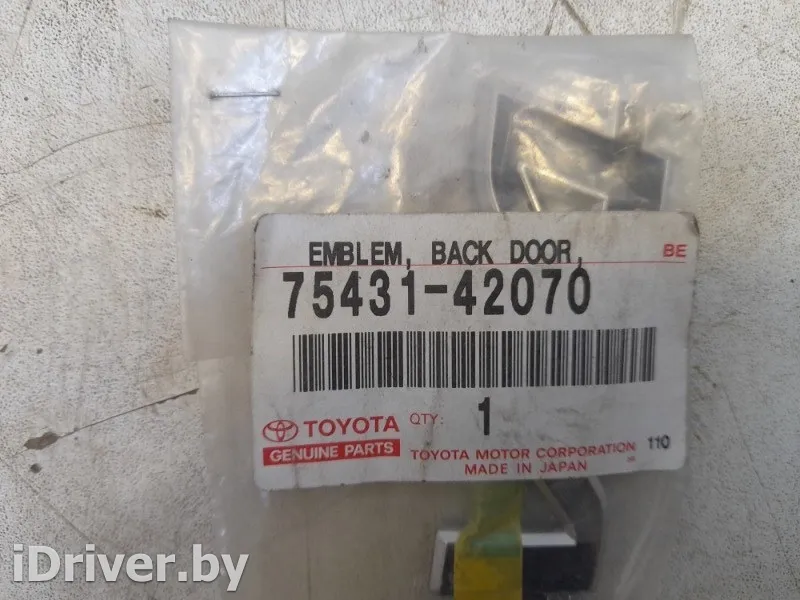 EMBLEM, BACK DOOR, BE
75431-42070
TOYOTA QTY: 1
GENUINE PARTS TOYOTA MOTOR CORPORATION 110
MADE IN JAPAN
iDriver.by